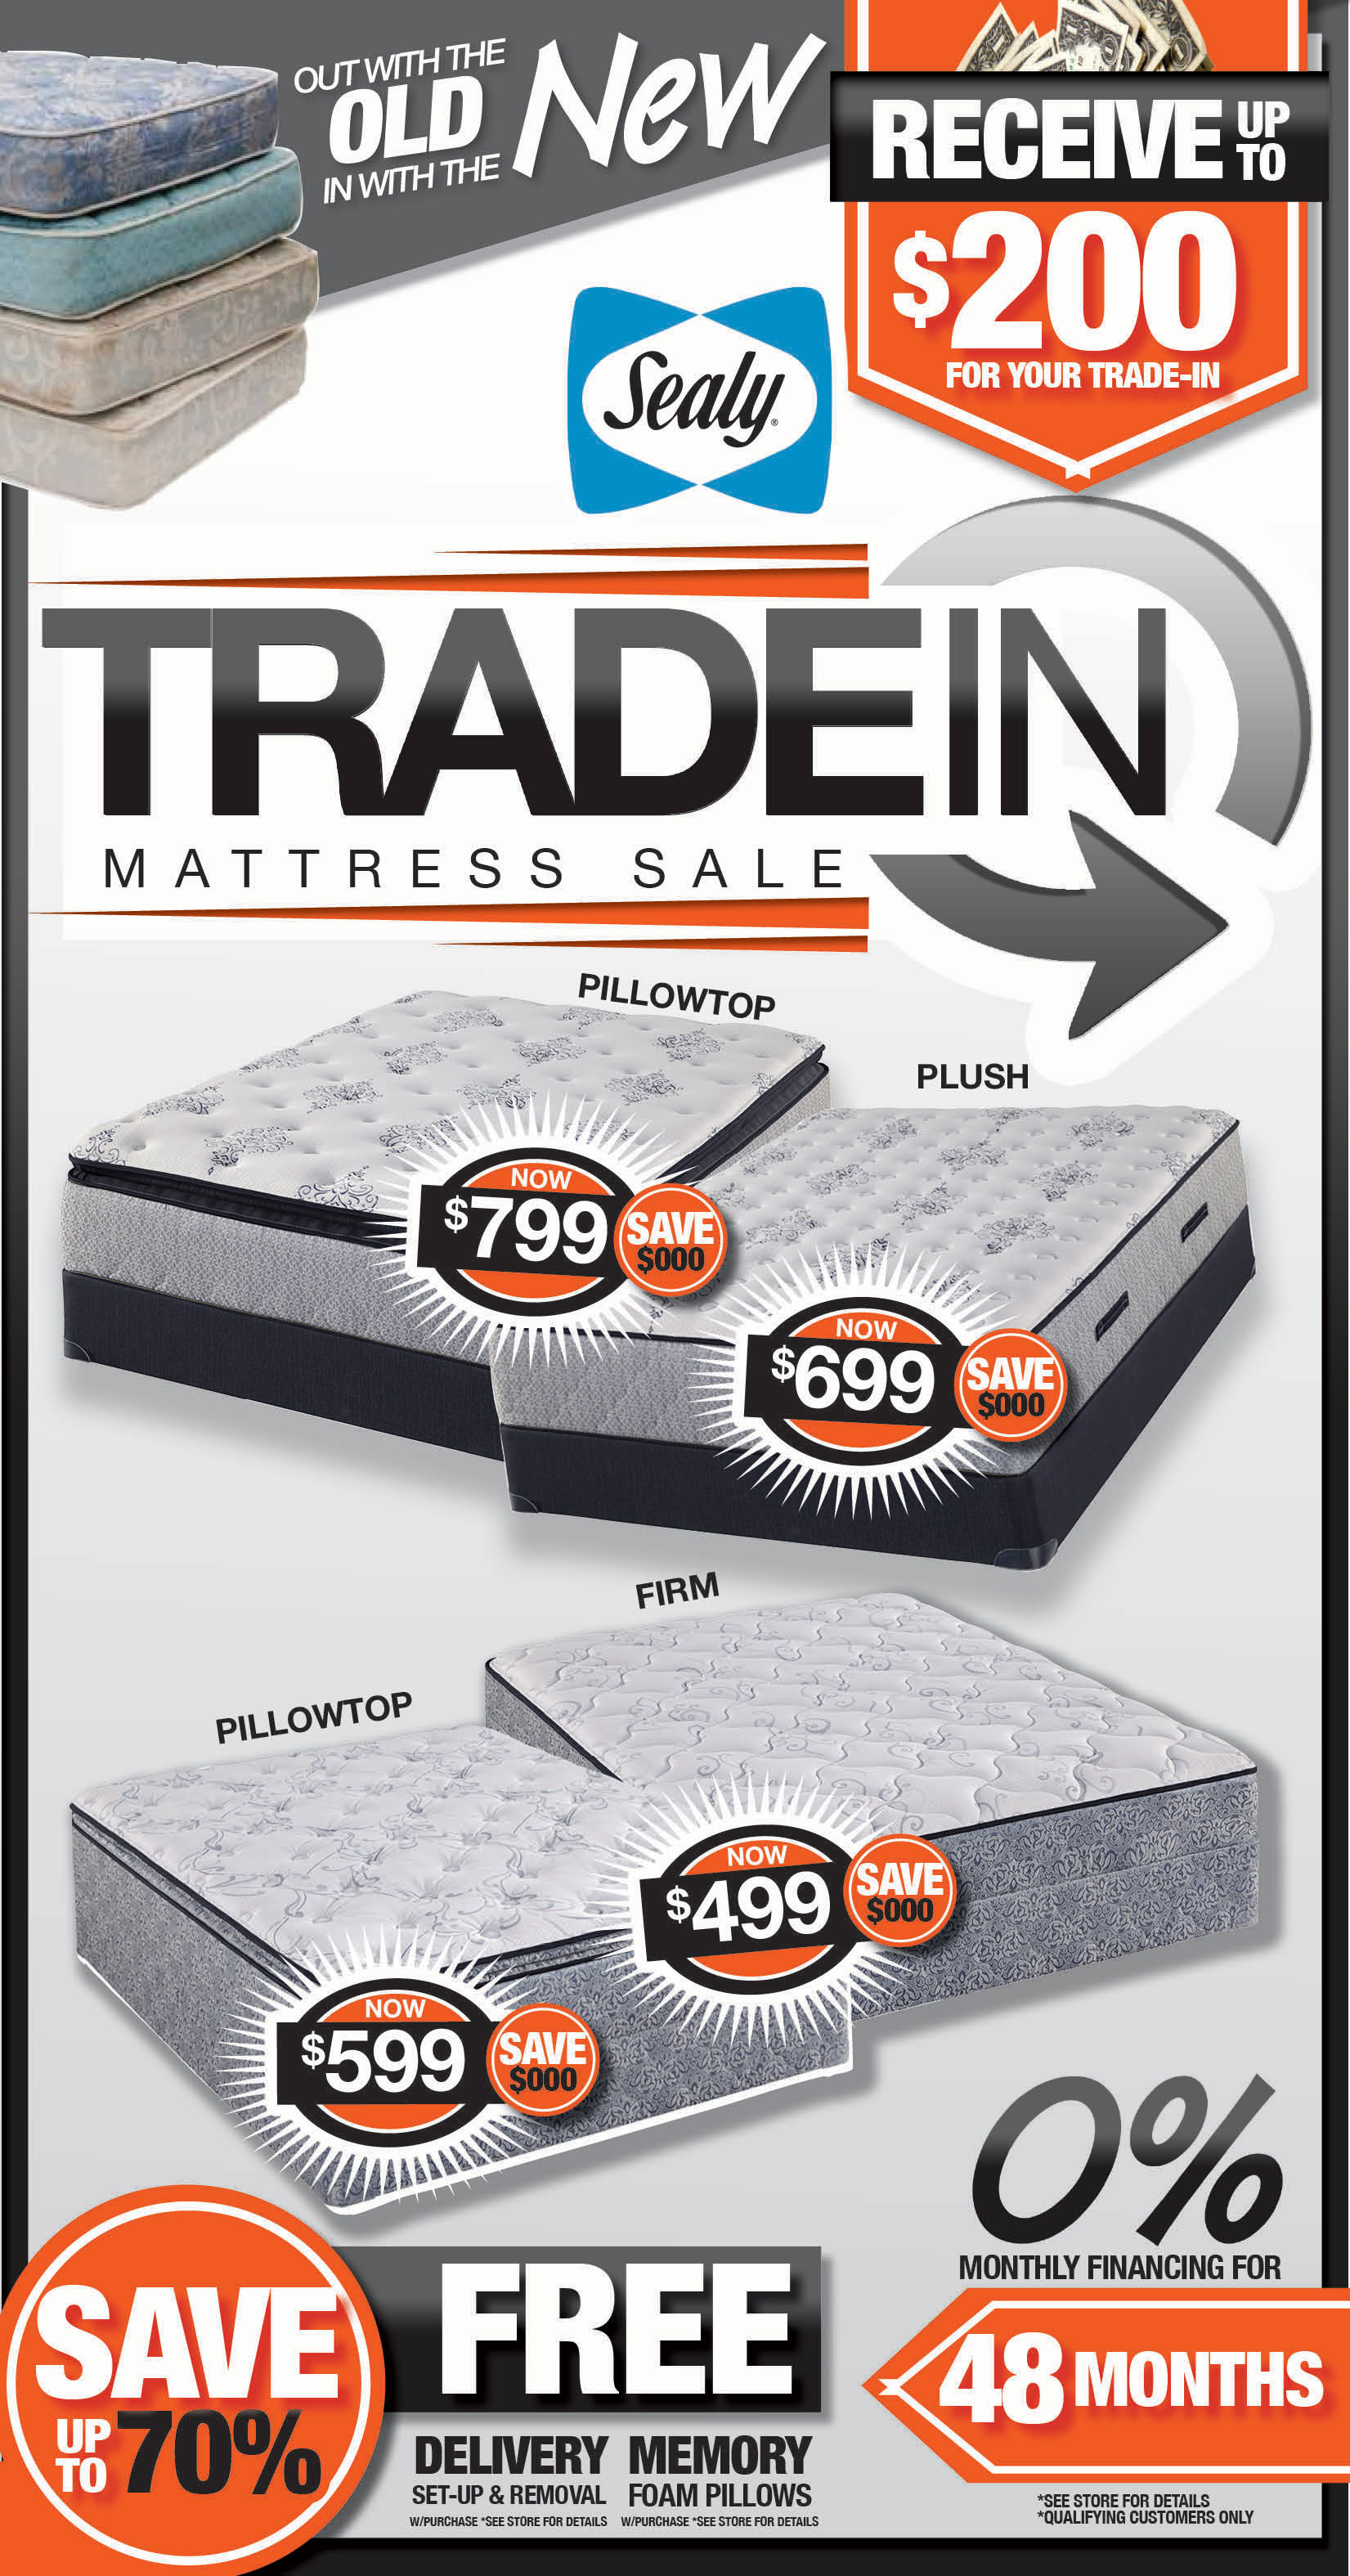 OUT WITH THE
OLD
IN WITH THE
New
RECEIVE UP TO
$200
FOR YOUR TRADE-IN
Sealy®
TRADEIN
MATTRESS SALE
PILLOWTOP
PLUSH
NOW
$799
SAVE
$000
NOW
$699
SAVE
$000
FIRM
PILLOWTOP
NOW
$499
SAVE
$000
NOW
$599
SAVE
$000
0%
MONTHLY FINANCING FOR
48 MONTHS
*SEE STORE FOR DETAILS
*QUALIFYING CUSTOMERS ONLY
SAVE
UP TO 70%
FREE
DELIVERY
SET-UP & REMOVAL
W/PURCHASE *SEE STORE FOR DETAILS
MEMORY
FOAM PILLOWS
W/PURCHASE *SEE STORE FOR DETAILS